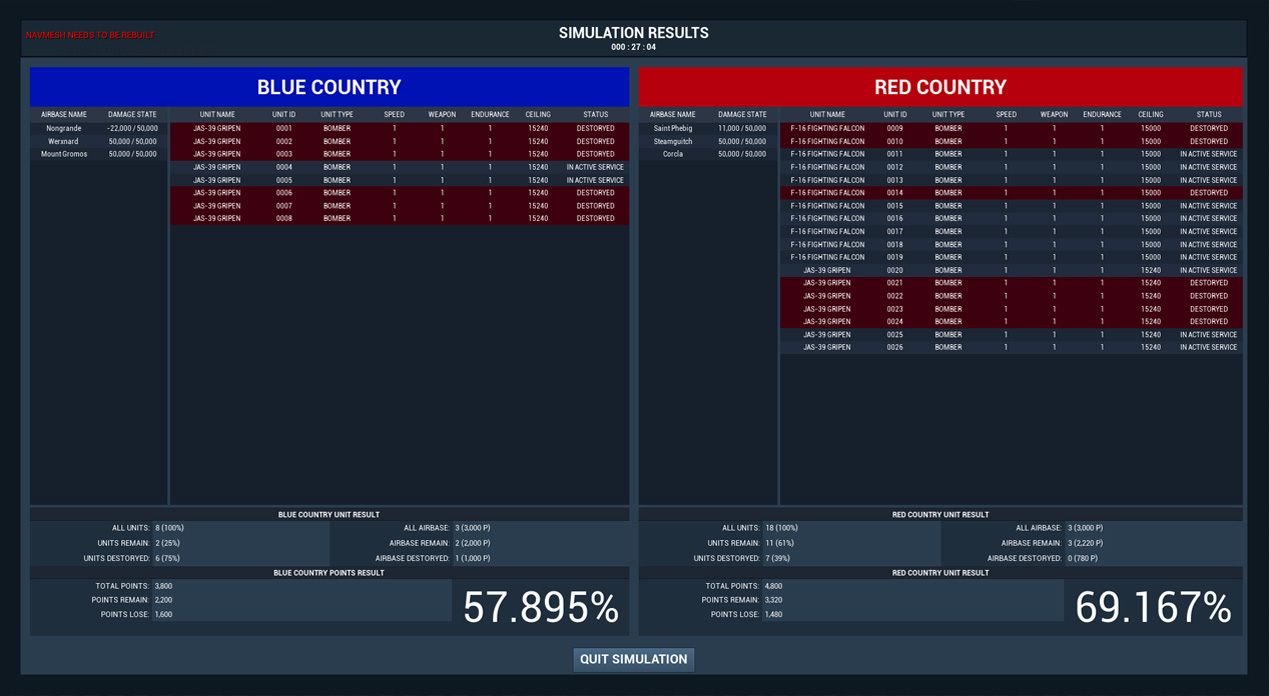 NAVMESH NEEDS TO BE REBUILT
SIMULATION RESULTS
000 : 27 : 04
BLUE COUNTRY
AIRBASE NAME DAMAGE STATE UNIT NAME UNIT ID UNIT TYPE SPEED WEAPON ENDURANCE CEILING STATUS
Nongrande -22,000 / 50,000 JAS-39 GRIPEN 0001 BOMBER 1 1 1 15240 DESTORYED
Werxnard 50,000 / 50,000 JAS-39 GRIPEN 0002 BOMBER 1 1 1 15240 DESTORYED
Mount Gromos 50,000 / 50,000 JAS-39 GRIPEN 0003 BOMBER 1 1 1 15240 DESTORYED
JAS-39 GRIPEN 0004 BOMBER 1 1 1 15240 IN ACTIVE SERVICE
JAS-39 GRIPEN 0005 BOMBER 1 1 1 15240 IN ACTIVE SERVICE
JAS-39 GRIPEN 0006 BOMBER 1 1 1 15240 DESTORYED
JAS-39 GRIPEN 0007 BOMBER 1 1 1 15240 DESTORYED
JAS-39 GRIPEN 0008 BOMBER 1 1 1 15240 DESTORYED
BLUE COUNTRY UNIT RESULT
ALL UNITS: 8 (100%) ALL AIRBASE: 3 (3,000 P)
UNITS REMAIN: 2 (25%) AIRBASE REMAIN: 2 (2,000 P)
UNITS DESTORYED: 6 (75%) AIRBASE DESTORYED: 1 (1,000 P)
BLUE COUNTRY POINTS RESULT
TOTAL POINTS: 3,800
POINTS REMAIN: 2,200
POINTS LOSE: 1,600
57.895%
RED COUNTRY
AIRBASE NAME DAMAGE STATE UNIT NAME UNIT ID UNIT TYPE SPEED WEAPON ENDURANCE CEILING STATUS
Saint Phebig 11,000 / 50,000 F-16 FIGHTING FALCON 0009 BOMBER 1 1 1 15000 DESTORYED
Steamguitch 50,000 / 50,000 F-16 FIGHTING FALCON 0010 BOMBER 1 1 1 15000 DESTORYED
Corcla 50,000 / 50,000 F-16 FIGHTING FALCON 0011 BOMBER 1 1 1 15000 IN ACTIVE SERVICE
F-16 FIGHTING FALCON 0012 BOMBER 1 1 1 15000 IN ACTIVE SERVICE
F-16 FIGHTING FALCON 0013 BOMBER 1 1 1 15000 IN ACTIVE SERVICE
F-16 FIGHTING FALCON 0014 BOMBER 1 1 1 15000 DESTORYED
F-16 FIGHTING FALCON 0015 BOMBER 1 1 1 15000 IN ACTIVE SERVICE
F-16 FIGHTING FALCON 0016 BOMBER 1 1 1 15000 IN ACTIVE SERVICE
F-16 FIGHTING FALCON 0017 BOMBER 1 1 1 15000 IN ACTIVE SERVICE
F-16 FIGHTING FALCON 0018 BOMBER 1 1 1 15000 IN ACTIVE SERVICE
F-16 FIGHTING FALCON 0019 BOMBER 1 1 1 15000 IN ACTIVE SERVICE
JAS-39 GRIPEN 0020 BOMBER 1 1 1 15240 IN ACTIVE SERVICE
JAS-39 GRIPEN 0021 BOMBER 1 1 1 15240 DESTORYED
JAS-39 GRIPEN 0022 BOMBER 1 1 1 15240 DESTORYED
JAS-39 GRIPEN 0023 BOMBER 1 1 1 15240 DESTORYED
JAS-39 GRIPEN 0024 BOMBER 1 1 1 15240 DESTORYED
JAS-39 GRIPEN 0025 BOMBER 1 1 1 15240 IN ACTIVE SERVICE
JAS-39 GRIPEN 0026 BOMBER 1 1 1 15240 IN ACTIVE SERVICE
RED COUNTRY UNIT RESULT
ALL UNITS: 18 (100%) ALL AIRBASE: 3 (3,000 P)
UNITS REMAIN: 11 (61%) AIRBASE REMAIN: 3 (2,220 P)
UNITS DESTORYED: 7 (39%) AIRBASE DESTORYED: 0 (780 P)
RED COUNTRY UNIT RESULT
TOTAL POINTS: 4,800
POINTS REMAIN: 3,320
POINTS LOSE: 1,480
69.167%
QUIT SIMULATION